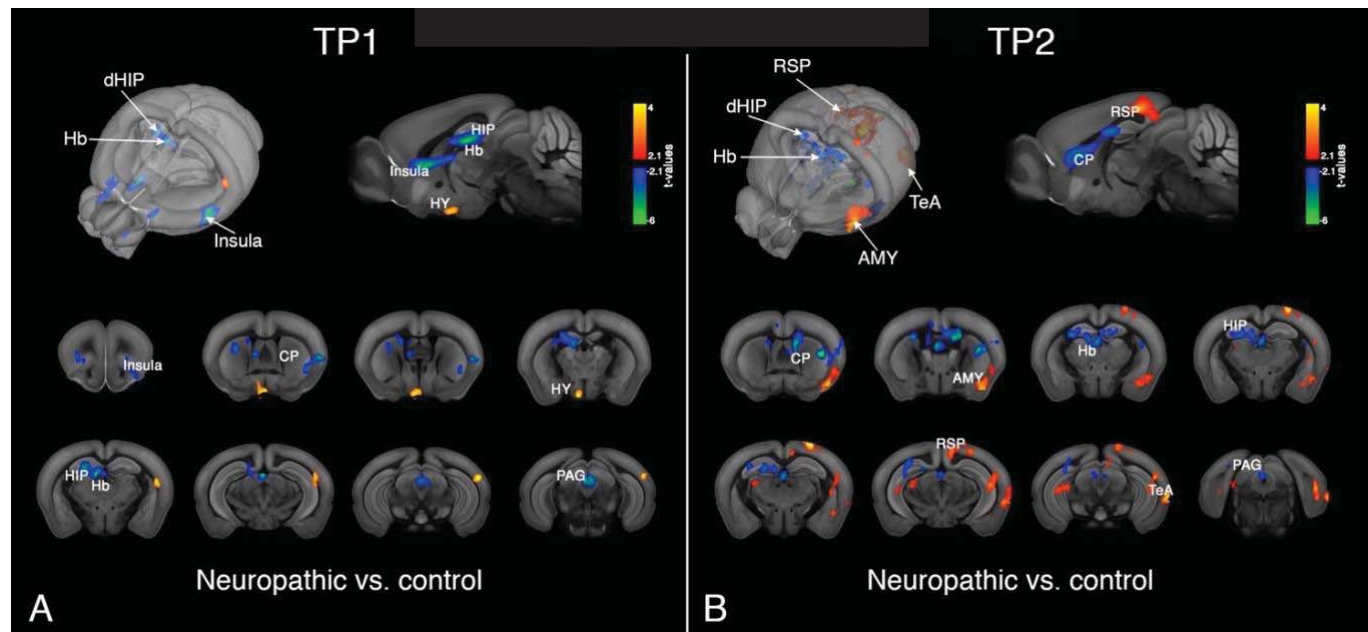 TP1
dHIP
Hb
Insula
HIP
Hb
Insula
HY
4
2.1
-2.1
-6
t-values
Insula
CP
HY
HIP
Hb
PAG
Neuropathic vs. control
A
TP2
RSP
dHIP
Hb
TeA
AMY
RSP
CP
4
2.1
-2.1
-6
t-values
CP
AMY
Hb
HIP
RSP
TeA
PAG
Neuropathic vs. control
B